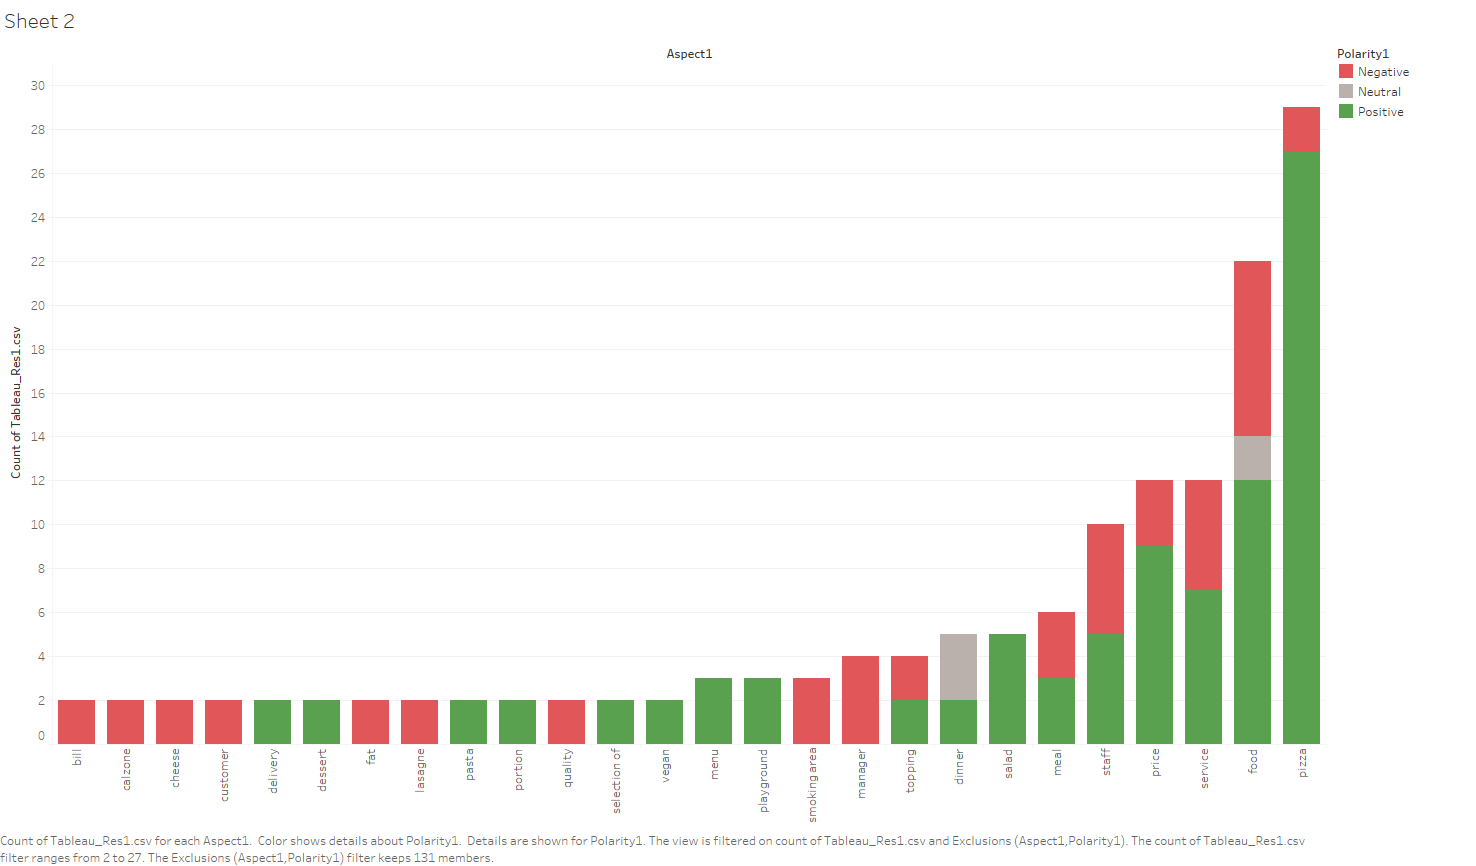 Sheet 2
Aspect1
Polarity1
Negative
Neutral
Positive
Count of Tableau_Res1.csv
30
28
26
24
22
20
18
16
14
12
10
8
6
4
2
0
bill
calzone
cheese
customer
delivery
dessert
fat
lasagne
pasta
portion
quality
selection of
vegan
menu
playground
smoking area
manager
topping
dinner
salad
meal
staff
price
service
food
pizza
Count of Tableau_Res1.csv for each Aspect1.  Color shows details about Polarity1.  Details are shown for Polarity1. The view is filtered on count of Tableau_Res1.csv and Exclusions (Aspect1,Polarity1). The count of Tableau_Res1.csv
filter ranges from 2 to 27. The Exclusions (Aspect1,Polarity1) filter keeps 131 members.